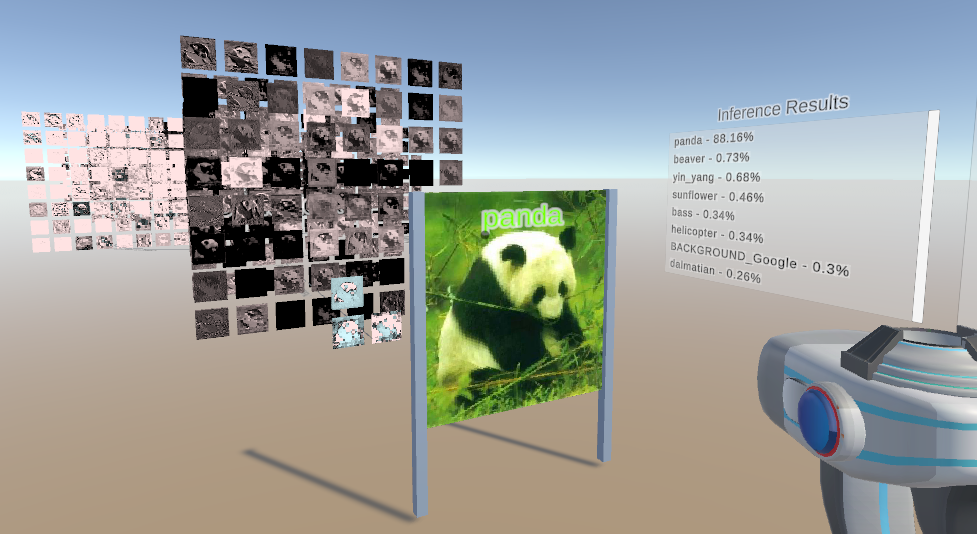 Inference Results
panda - 88.16%
beaver - 0.73%
yin_yang - 0.68%
sunflower - 0.46%
bass - 0.34%
helicopter - 0.34%
BACKGROUND_Google - 0.3%
dalmatian - 0.26%
panda